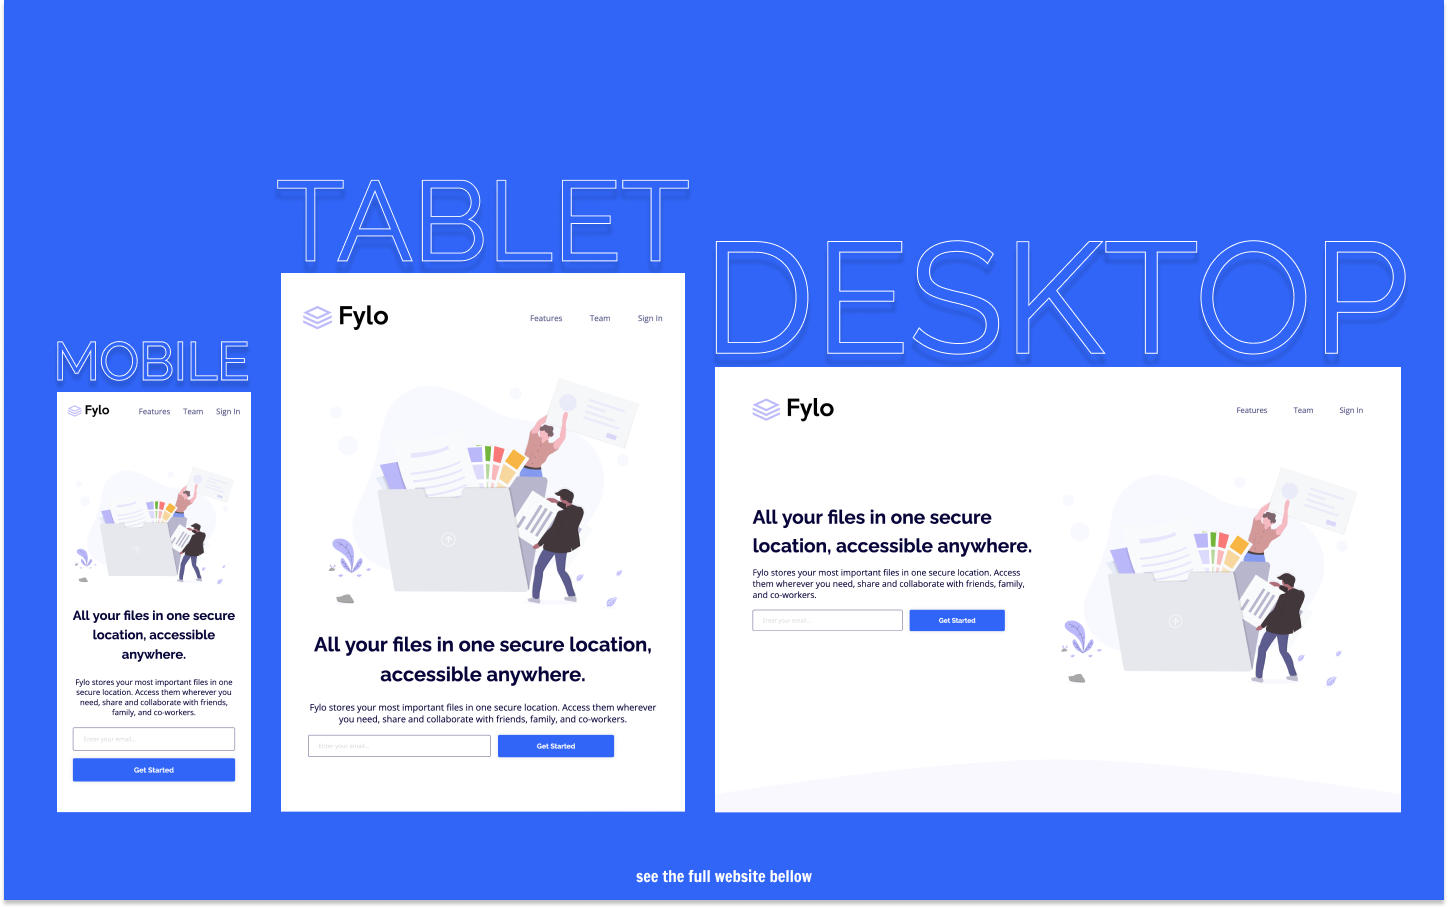 MOBILE
Fylo
Features Team Sign In
All your files in one secure
location, accessible
anywhere.
Fylo stores your most important files in one
secure location. Access them wherever you
need, share and collaborate with friends,
family, and co-workers.
Enter your email...
Get Started
TABLET
Fylo
Features Team Sign In
All your files in one secure location,
accessible anywhere.
Fylo stores your most important files in one secure location. Access them wherever
you need, share and collaborate with friends, family, and co-workers.
Enter your email...
Get Started
DESKTOP
Fylo
Features Team Sign In
All your files in one secure
location, accessible anywhere.
Fylo stores your most important files in one secure location. Access
them wherever you need, share and collaborate with friends, family,
and co-workers.
Enter your email...
Get Started
see the full website bellow